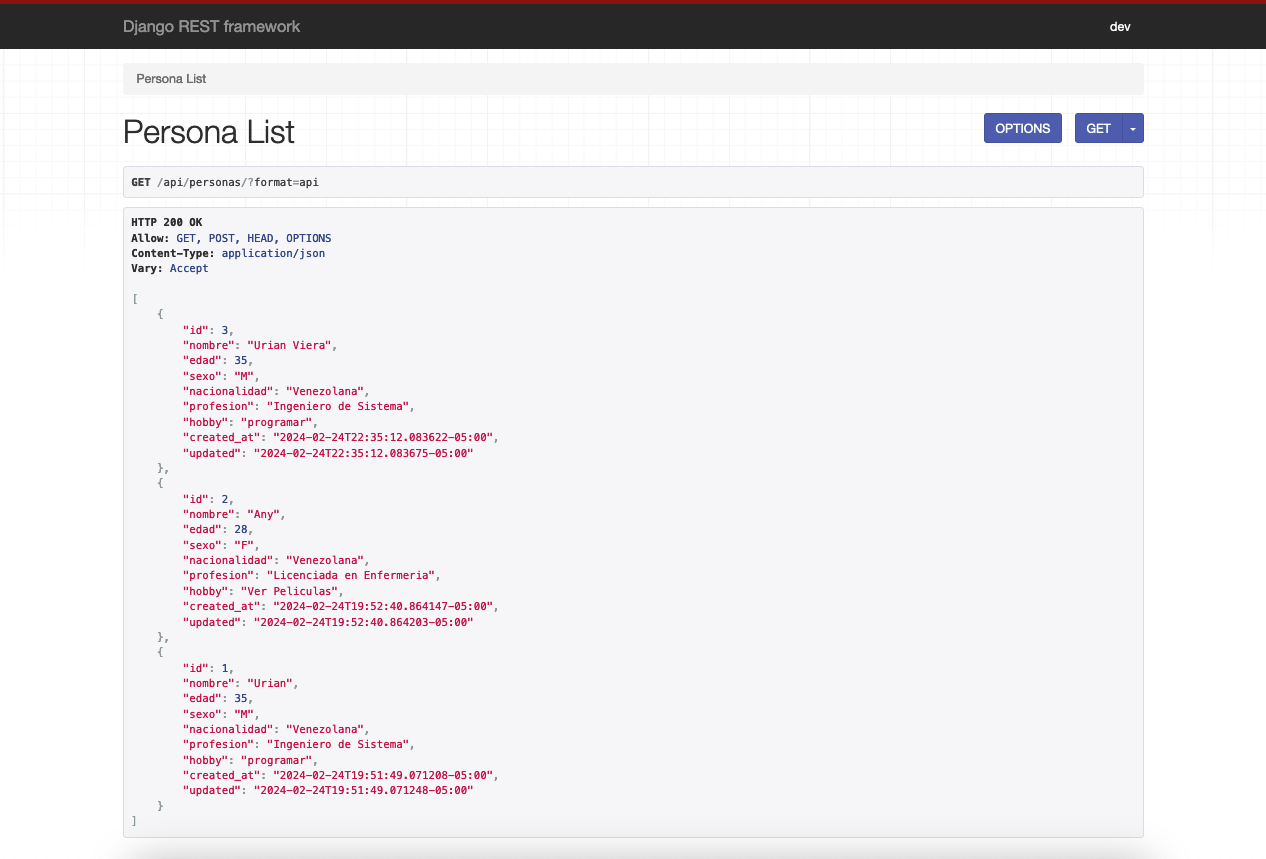 Django REST framework
dev
Persona List
Persona List
OPTIONS
GET
GET /api/personas/?format=api
HTTP 200 OK
Allow: GET, POST, HEAD, OPTIONS
Content-Type: application/json
Vary: Accept
[
    {
        "id": 3,
        "nombre": "Urian Viera",
        "edad": 35,
        "sexo": "M",
        "nacionalidad": "Venezolana",
        "profesion": "Ingeniero de Sistema",
        "hobby": "programar",
        "created_at": "2024-02-24T22:35:12.083622-05:00",
        "updated": "2024-02-24T22:35:12.083675-05:00"
    },
    {
        "id": 2,
        "nombre": "Any",
        "edad": 28,
        "sexo": "F",
        "nacionalidad": "Venezolana",
        "profesion": "Licenciada en Enfermeria",
        "hobby": "Ver Peliculas",
        "created_at": "2024-02-24T19:52:40.864147-05:00",
        "updated": "2024-02-24T19:52:40.864203-05:00"
    },
    {
        "id": 1,
        "nombre": "Urian",
        "edad": 35,
        "sexo": "M",
        "nacionalidad": "Venezolana",
        "profesion": "Ingeniero de Sistema",
        "hobby": "programar",
        "created_at": "2024-02-24T19:51:49.071208-05:00",
        "updated": "2024-02-24T19:51:49.071248-05:00"
    }
]